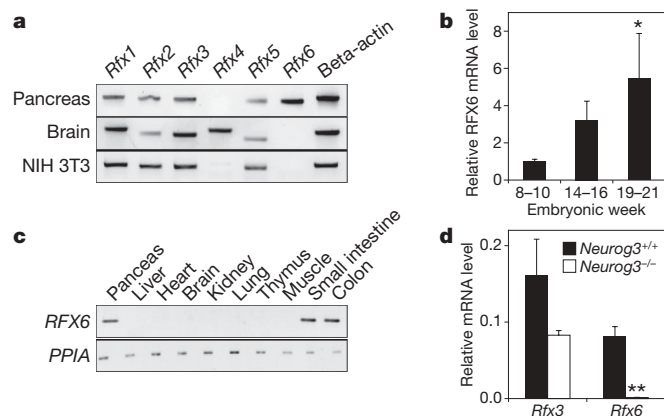 a
Rfx1 Rfx2 Rfx3 Rfx4 Rfx5 Rfx6 Beta-actin
Pancreas
Brain
NIH 3T3
b
Relative RFX6 mRNA level
8
6
4
2
0
*
8–10 14–16 19–21
Embryonic week
c
Pancreas Liver Heart Brain Kidney Lung Thymus Muscle Small intestine Colon
RFX6
PPIA
d
Relative mRNA level
0.2
0.1
0.0
Neurog3+/+
Neurog3–/–
**
Rfx3 Rfx6